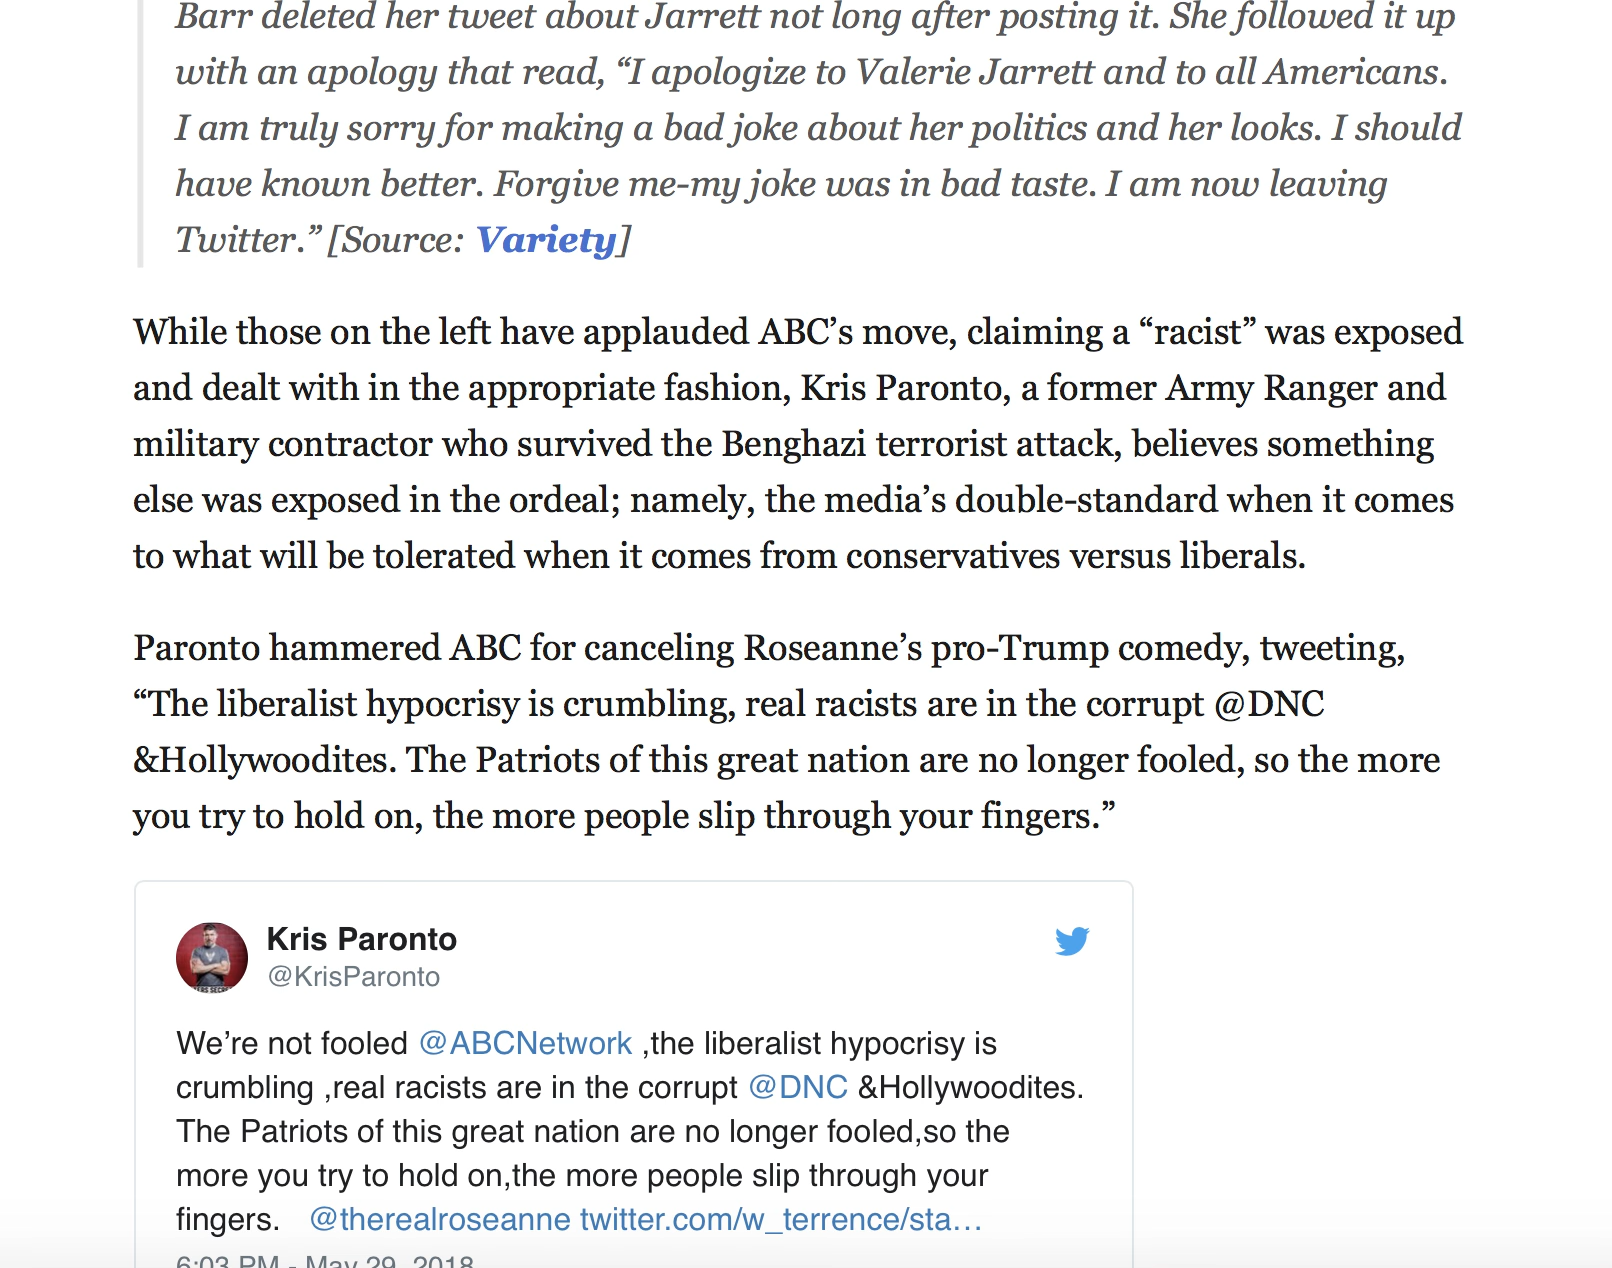 Barr deleted her tweet about Jarrett not long after posting it. She followed it up
with an apology that read, “I apologize to Valerie Jarrett and to all Americans.
I am truly sorry for making a bad joke about her politics and her looks. I should
have known better. Forgive me-my joke was in bad taste. I am now leaving
Twitter.” [Source: Variety]
While those on the left have applauded ABC’s move, claiming a “racist” was exposed
and dealt with in the appropriate fashion, Kris Paronto, a former Army Ranger and
military contractor who survived the Benghazi terrorist attack, believes something
else was exposed in the ordeal; namely, the media’s double-standard when it comes
to what will be tolerated when it comes from conservatives versus liberals.
Paronto hammered ABC for canceling Roseanne’s pro-Trump comedy, tweeting,
“The liberalist hypocrisy is crumbling, real racists are in the corrupt @DNC
&Hollywoodites. The Patriots of this great nation are no longer fooled, so the more
you try to hold on, the more people slip through your fingers.”
Kris Paronto
@KrisParonto
We’re not fooled @ABCNetwork ,the liberalist hypocrisy is
crumbling ,real racists are in the corrupt @DNC &Hollywoodites.
The Patriots of this great nation are no longer fooled,so the
more you try to hold on,the more people slip through your
fingers. @therealroseanne twitter.com/w_terrence/sta…
6:03 PM - May 29, 2018